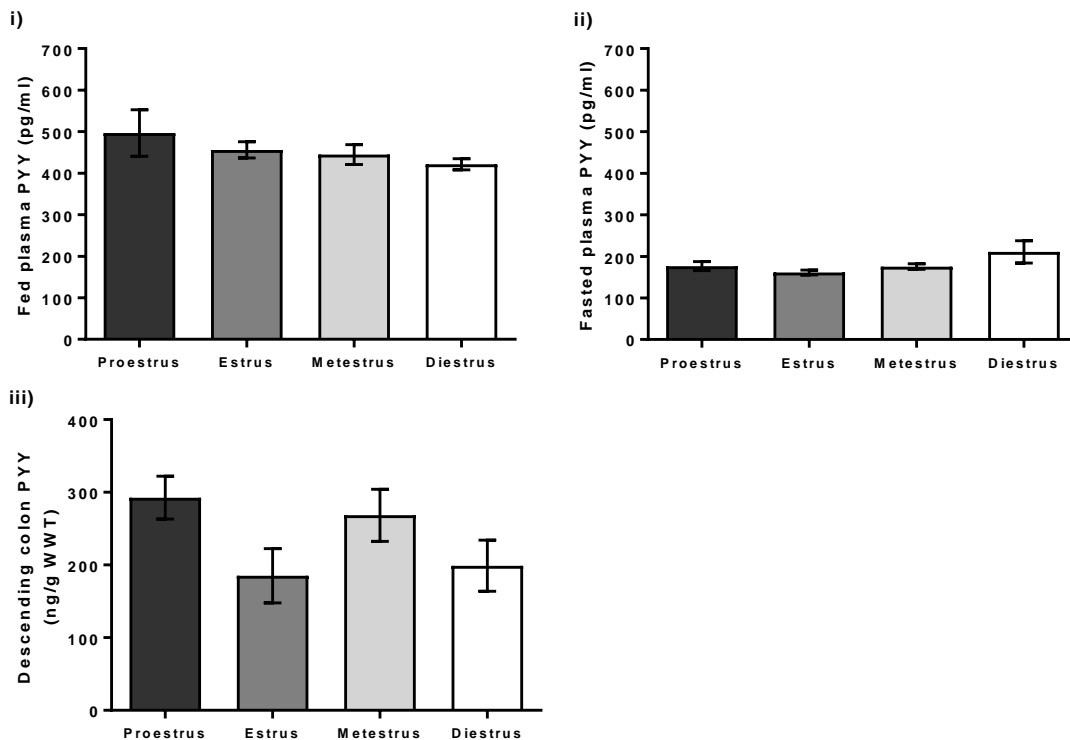 i)
Fed plasma PYY (pg/ml)
700
600
500
400
300
200
100
0
Proestrus Estrus Metestrus Diestrus
ii)
Fasted plasma PYY (pg/ml)
700
600
500
400
300
200
100
0
Proestrus Estrus Metestrus Diestrus
iii)
Descending colon PYY
(ng/g WWT)
400
300
200
100
0
Proestrus Estrus Metestrus Diestrus